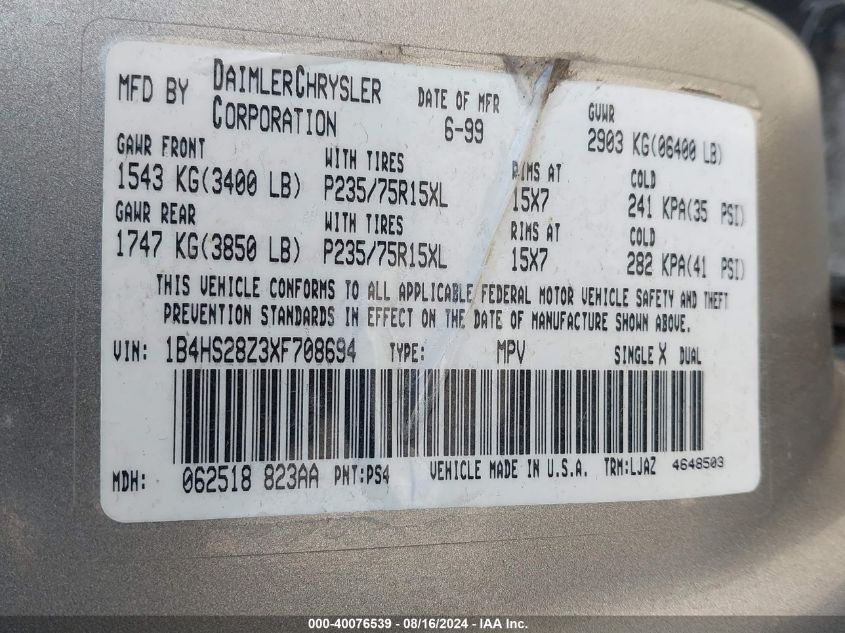 MFD BY DAIMLERCHRYSLER CORPORATION DATE OF MFR 6-99 GVWR 2903 KG(06400 LB)
GAWR FRONT WITH TIRES RIMS AT COLD
1543 KG(3400 LB) P235/75R15XL 15X7 241 KPA(35 PSI)
GAWR REAR WITH TIRES RIMS AT COLD
1747 KG(3850 LB) P235/75R15XL 15X7 282 KPA(41 PSI)
THIS VEHICLE CONFORMS TO ALL APPLICABLE FEDERAL MOTOR VEHICLE SAFETY AND THEFT
PREVENTION STANDARDS IN EFFECT ON THE DATE OF MANUFACTURE SHOWN ABOVE.
VIN: 1B4HS28Z3XF708694 TYPE: MPV SINGLE X DUAL
MDH: 062518 823AA PNT:PS4 VEHICLE MADE IN U.S.A. TRM:LJAZ 4648503
000-40076539 - 08/16/2024 - IAA Inc.